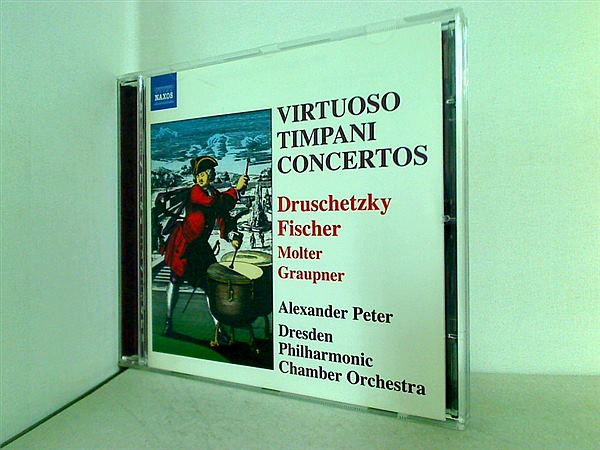 NAXOS
VIRTUOSO
TIMPANI
CONCERTOS
Druschetzky
Fischer
Molter
Graupner
Alexander Peter
Dresden
Philharmonic
Chamber Orchestra